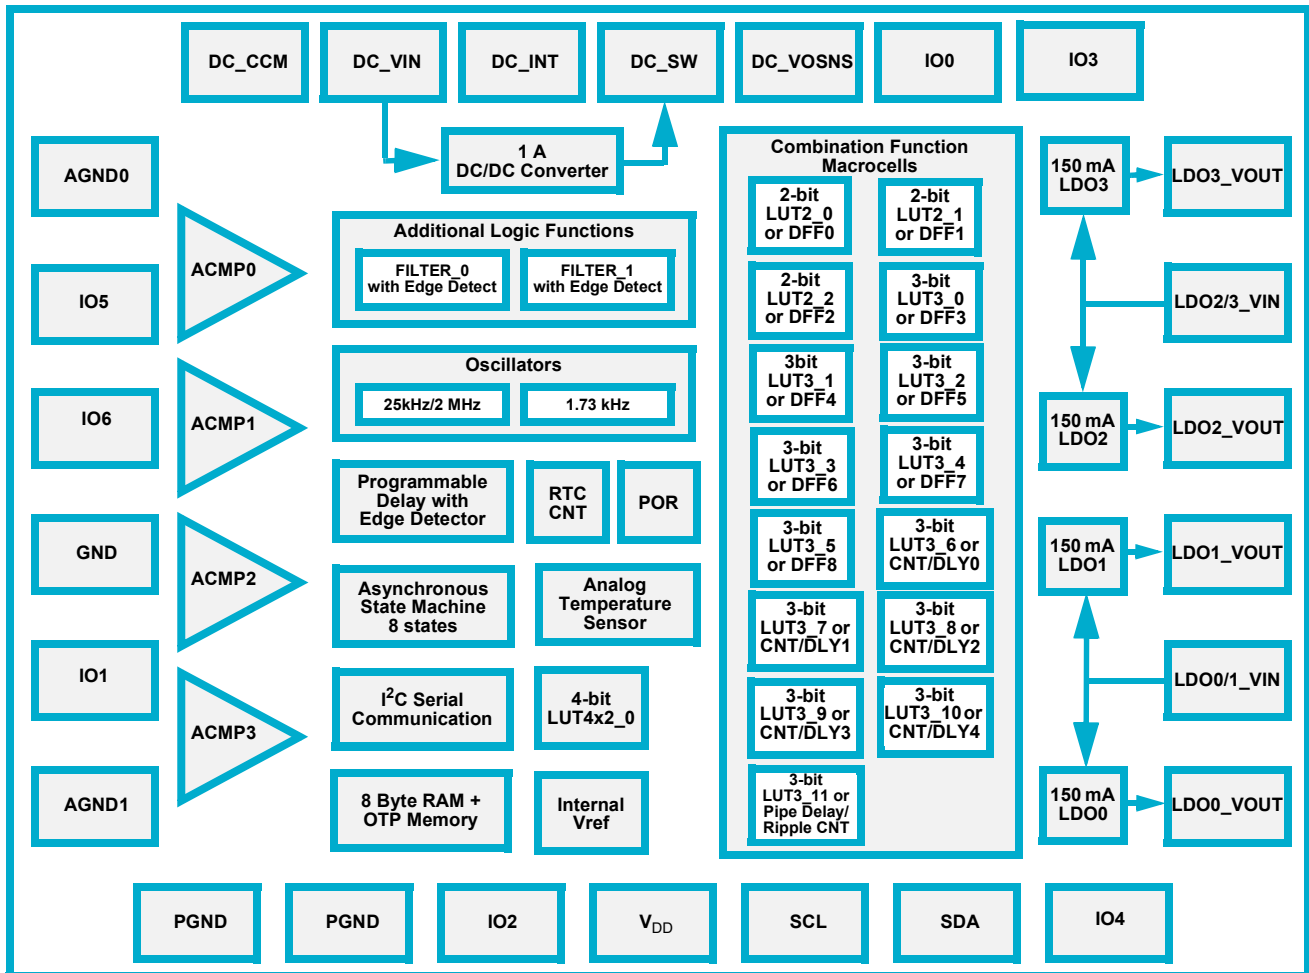 DC_CCM
DC_VIN
DC_INT
DC_SW
DC_VOSNS
IO0
IO3
1 A
DC/DC Converter
AGND0
IO5
IO6
GND
IO1
AGND1
ACMP0
ACMP1
ACMP2
ACMP3
Additional Logic Functions
FILTER_0
with Edge Detect
FILTER_1
with Edge Detect
Oscillators
25kHz/2 MHz
1.73 kHz
Programmable
Delay with
Edge Detector
RTC
CNT
POR
Asynchronous
State Machine
8 states
Analog
Temperature
Sensor
I²C Serial
Communication
4-bit
LUT4x2_0
8 Byte RAM +
OTP Memory
Internal
Vref
Combination Function
Macrocells
2-bit
LUT2_0
or DFF0
2-bit
LUT2_1
or DFF1
2-bit
LUT2_2
or DFF2
3-bit
LUT3_0
or DFF3
3bit
LUT3_1
or DFF4
3-bit
LUT3_2
or DFF5
3-bit
LUT3_3
or DFF6
3-bit
LUT3_4
or DFF7
3-bit
LUT3_5
or DFF8
3-bit
LUT3_6 or
CNT/DLY0
3-bit
LUT3_7 or
CNT/DLY1
3-bit
LUT3_8 or
CNT/DLY2
3-bit
LUT3_9 or
CNT/DLY3
3-bit
LUT3_10 or
CNT/DLY4
3-bit
LUT3_11 or
Pipe Delay/
Ripple CNT
150 mA
LDO3
LDO3_VOUT
LDO2/3_VIN
150 mA
LDO2
LDO2_VOUT
150 mA
LDO1
LDO1_VOUT
LDO0/1_VIN
150 mA
LDO0
LDO0_VOUT
PGND
PGND
IO2
VDD
SCL
SDA
IO4